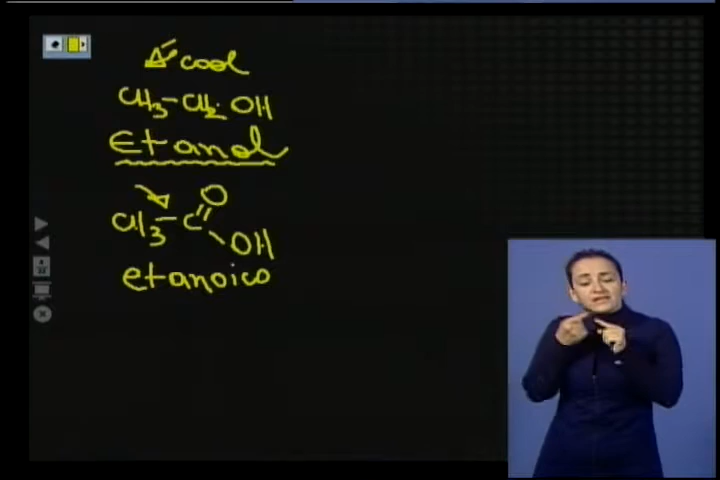 Álcool
CH3-CH2-OH
Etanol
O
CH3-C
OH
etanoico